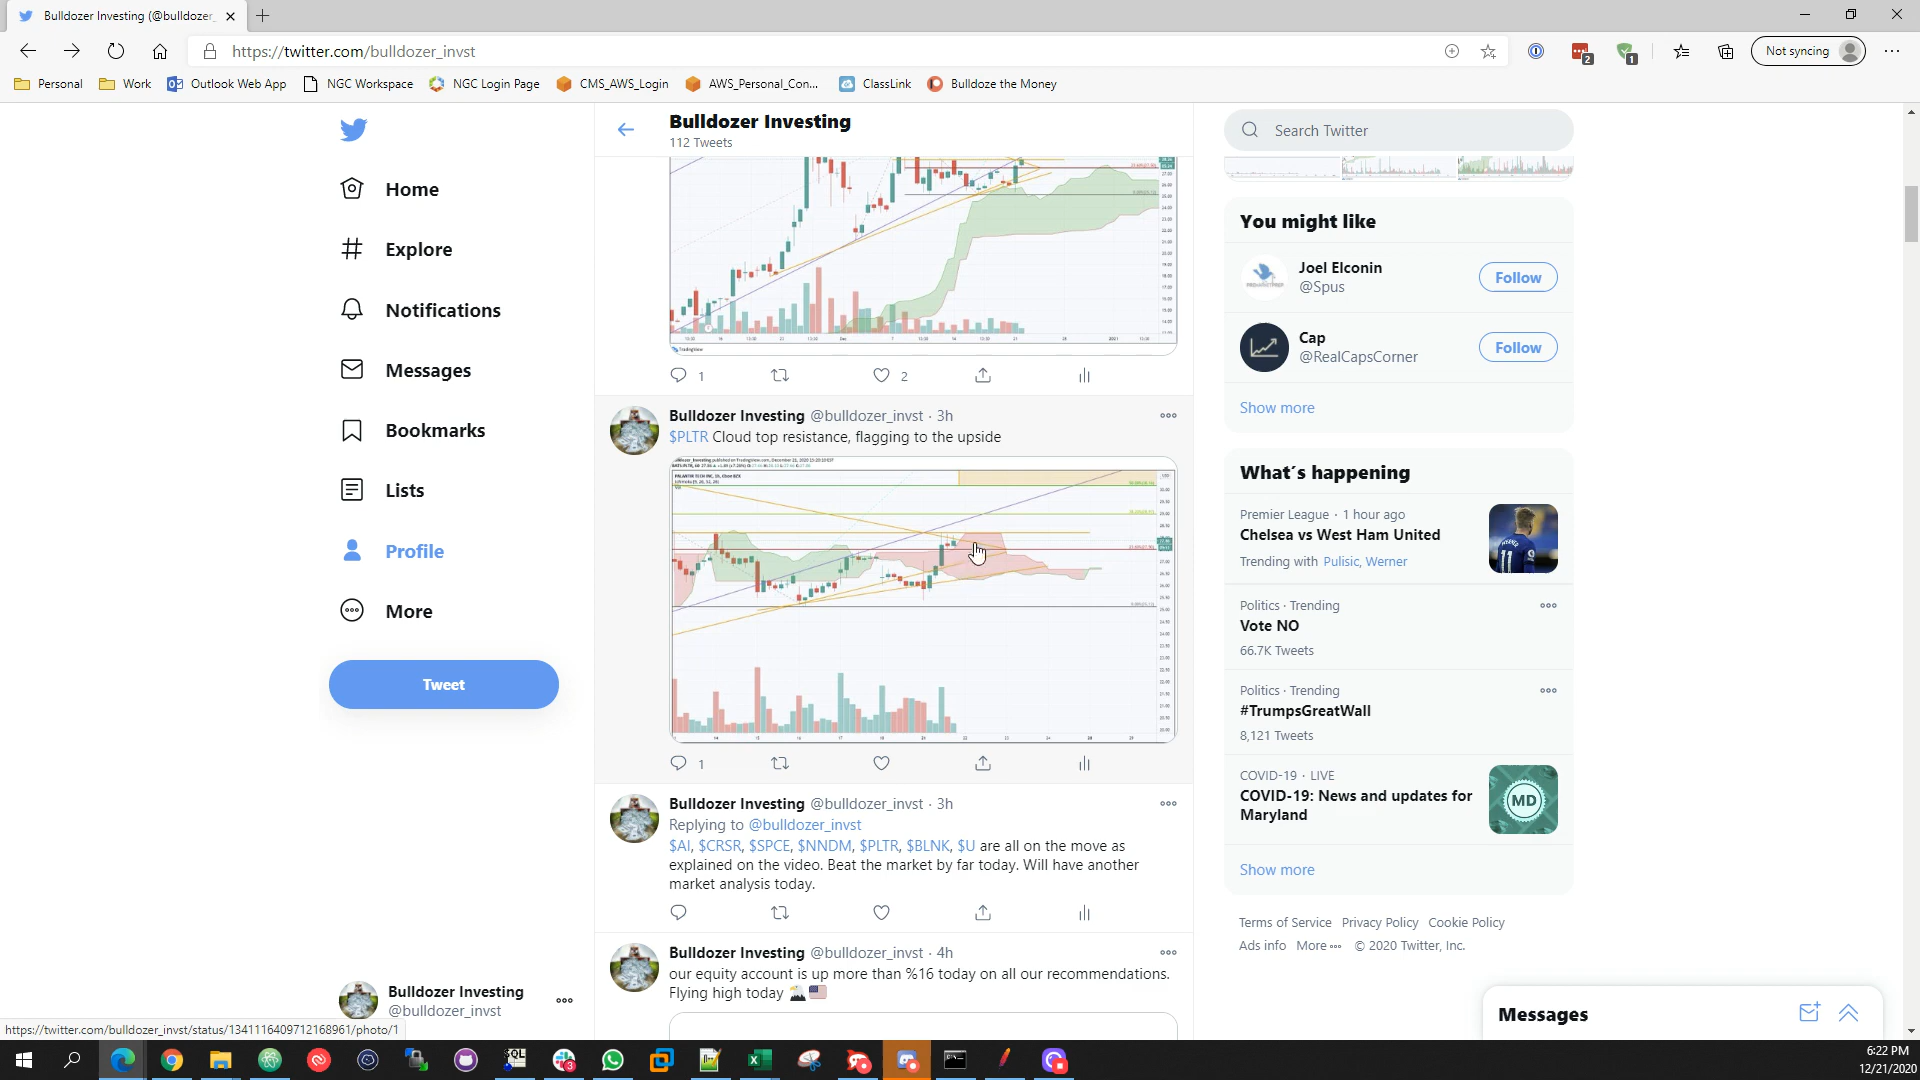 Bulldozer Investing (@bulldozer_
https://twitter.com/bulldozer_invst
2
1
Not syncing
Personal
Work
Outlook Web App
NGC Workspace
NGC Login Page
CMS_AWS_Login
AWS_Personal_Con...
ClassLink
Bulldoze the Money
Home
Explore
Notifications
Messages
Bookmarks
Lists
Profile
More
Tweet
Bulldozer Investing
@bulldozer_invst
Bulldozer Investing
112 Tweets
TradingView
1
2
Bulldozer Investing @bulldozer_invst · 3h
$PLTR Cloud top resistance, flagging to the upside
1
Bulldozer Investing @bulldozer_invst · 3h
Replying to @bulldozer_invst
$AI, $CRSR, $SPCE, $NNDM, $PLTR, $BLNK, $U are all on the move as
explained on the video. Beat the market by far today. Will have another
market analysis today.
Bulldozer Investing @bulldozer_invst · 4h
our equity account is up more than %16 today on all our recommendations.
Flying high today
Search Twitter
You might like
Joel Elconin
@Spus
Follow
Cap
@RealCapsCorner
Follow
Show more
What's happening
Premier League · 1 hour ago
Chelsea vs West Ham United
Trending with Pulisic, Werner
Politics · Trending
Vote NO
66.7K Tweets
Politics · Trending
#TrumpsGreatWall
8,121 Tweets
COVID-19 · LIVE
COVID-19: News and updates for
Maryland
MD
Show more
Terms of Service Privacy Policy Cookie Policy
Ads info More © 2020 Twitter, Inc.
Messages
https://twitter.com/bulldozer_invst/status/1341116409712168961/photo/1
SQL
3
6:22 PM
12/21/2020